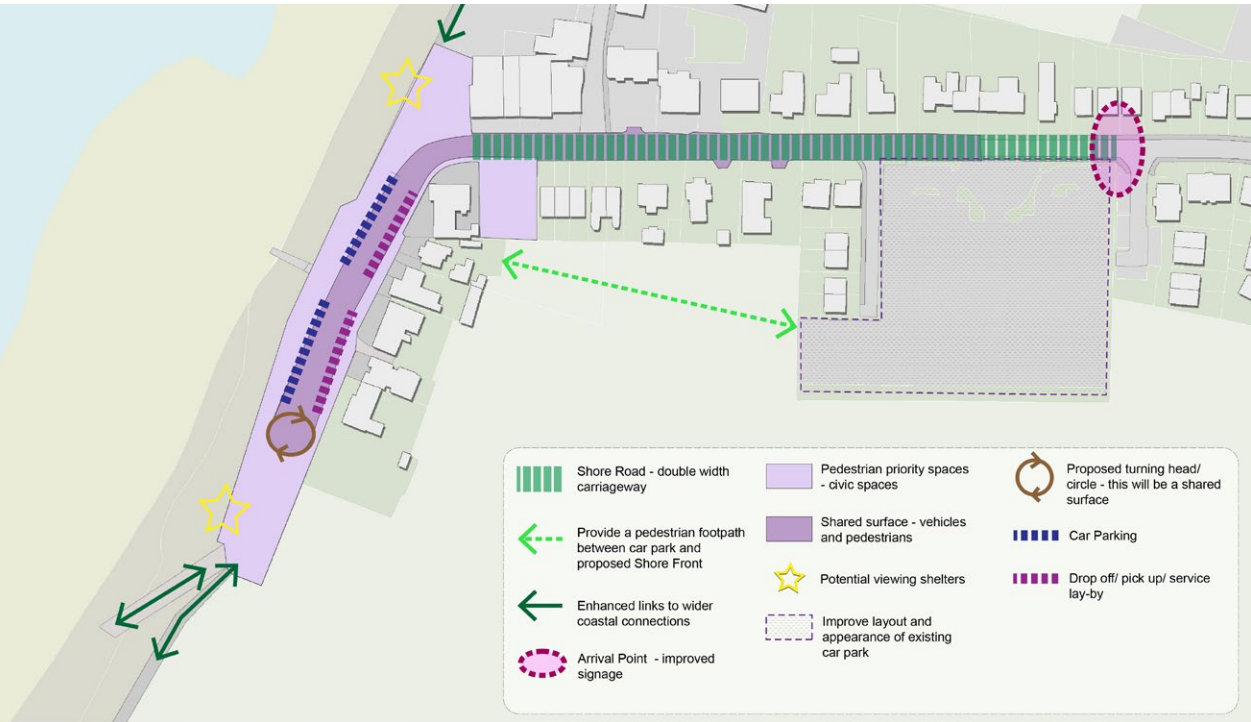 Shore Road - double width
carriageway
Provide a pedestrian footpath
between car park and
proposed Shore Front
Enhanced links to wider
coastal connections
Arrival Point - improved
signage
Pedestrian priority spaces
- civic spaces
Shared surface - vehicles
and pedestrians
Potential viewing shelters
Improve layout and
appearance of existing
car park
Proposed turning head/
circle - this will be a shared
surface
Car Parking
Drop off/ pick up/ service
lay-by